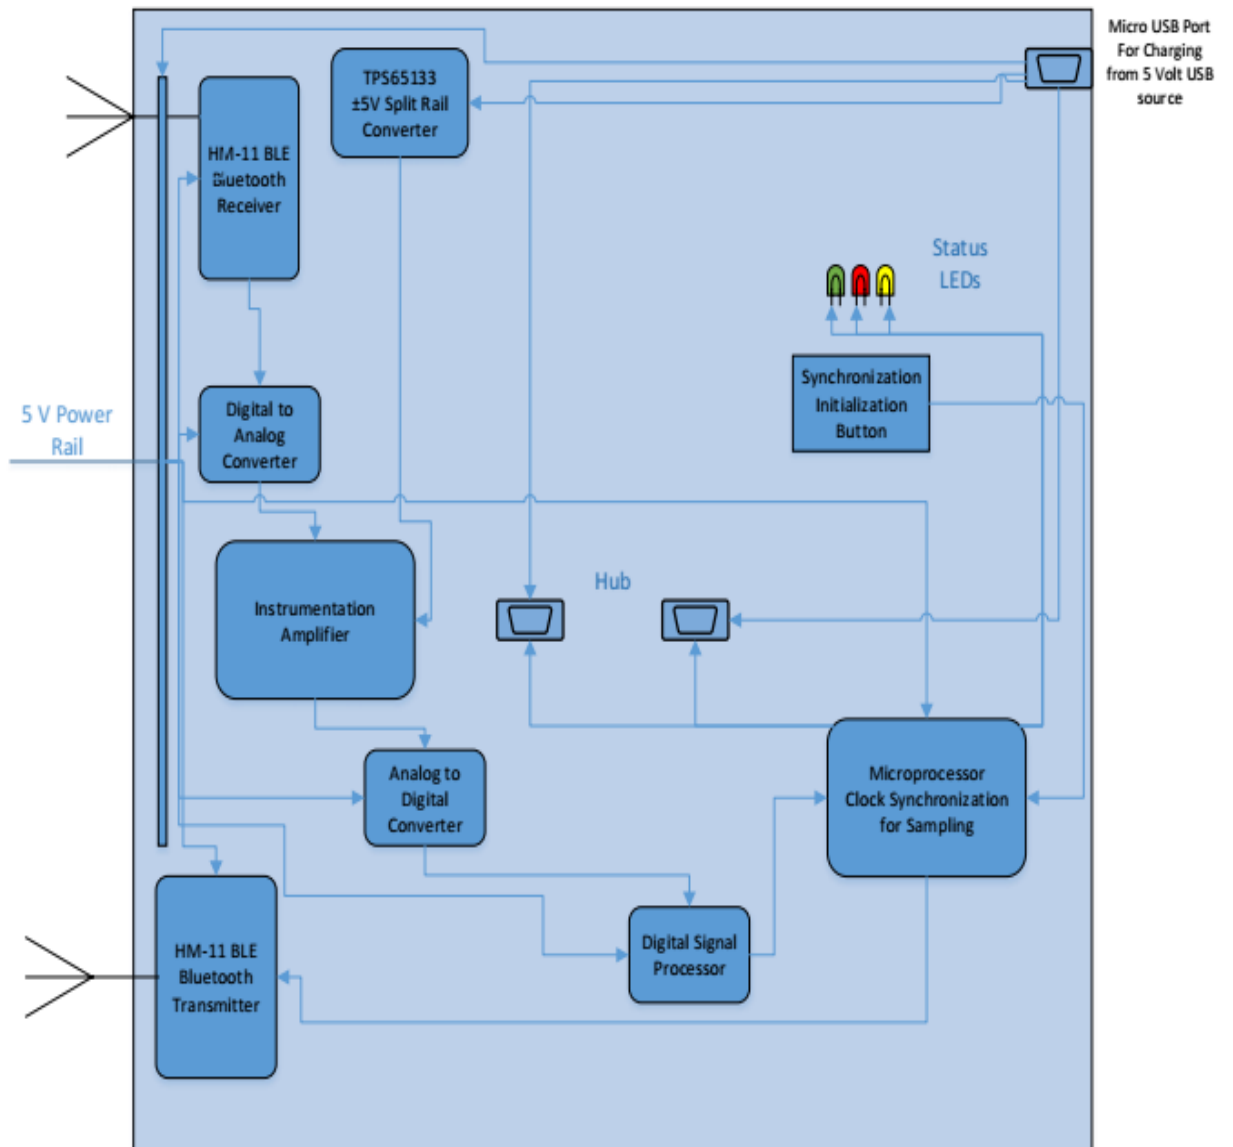 Micro USB Port
For Charging
from 5 Volt USB
source
TPS65133
±5V Split Rail
Converter
HM-11 BLE
Bluetooth
Receiver
Status
LEDs
Synchronization
Initialization
Button
5 V Power
Rail
Digital to
Analog
Converter
Hub
Instrumentation
Amplifier
Analog to
Digital
Converter
Microprocessor
Clock Synchronization
for Sampling
Digital Signal
Processor
HM-11 BLE
Bluetooth
Transmitter